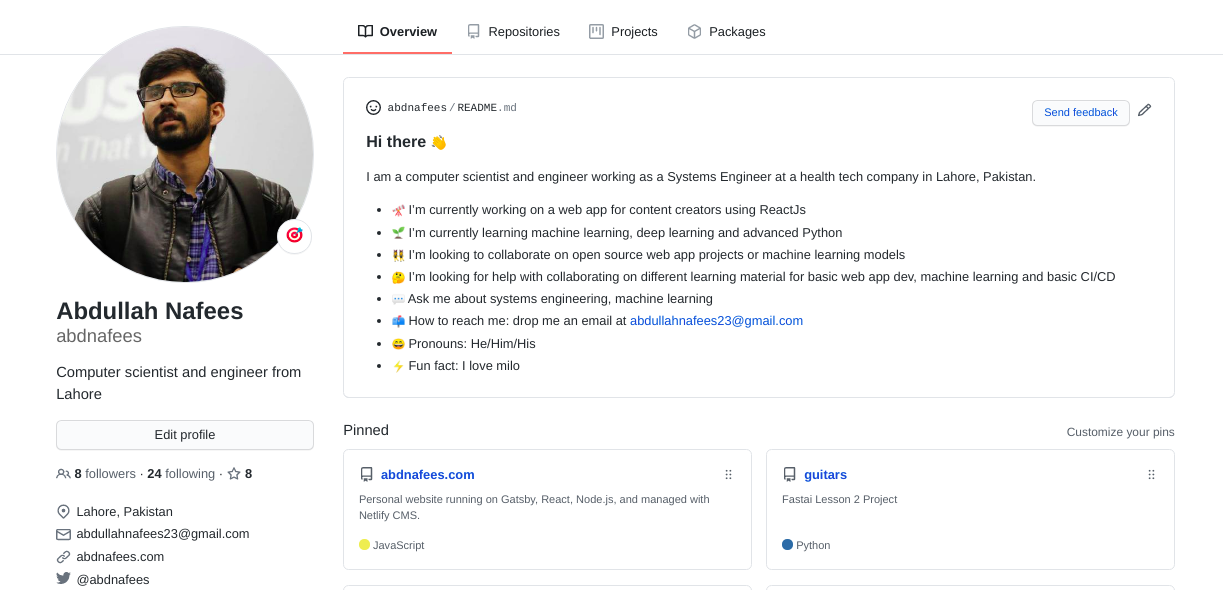 Overview
Repositories
Projects
Packages
abdnafees/README.md
Send feedback
Hi there 👋
I am a computer scientist and engineer working as a Systems Engineer at a health tech company in Lahore, Pakistan.
I'm currently working on a web app for content creators using ReactJs
🌱 I'm currently learning machine learning, deep learning and advanced Python
👯 I'm looking to collaborate on open source web app projects or machine learning models
🤔 I'm looking for help with collaborating on different learning material for basic web app dev, machine learning and basic CI/CD
💬 Ask me about systems engineering, machine learning
📫 How to reach me: drop me an email at abdullahnafees23@gmail.com
😄 Pronouns: He/Him/His
⚡ Fun fact: I love milo
Abdullah Nafees
abdnafees
Computer scientist and engineer from
Lahore
Edit profile
8 followers · 24 following · 8
Lahore, Pakistan
abdullahnafees23@gmail.com
abdnafees.com
@abdnafees
Pinned
Customize your pins
abdnafees.com
Personal website running on Gatsby, React, Node.js, and managed with
Netlify CMS.
JavaScript
guitars
Fastai Lesson 2 Project
Python